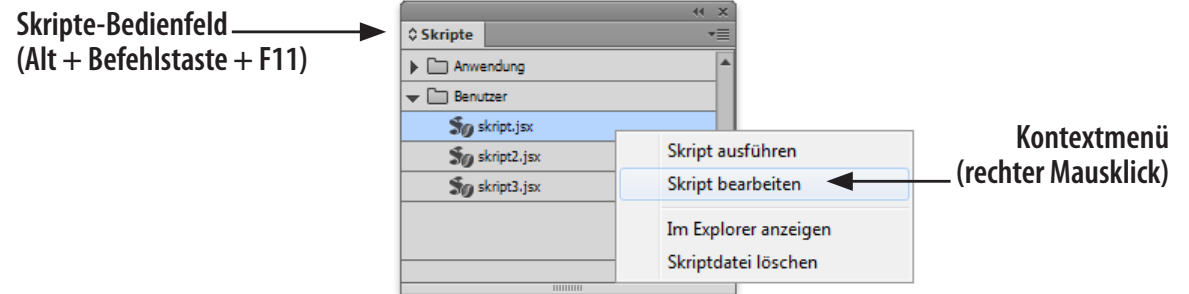 Skripte-Bedienfeld
(Alt + Befehlstaste + F11)
Skripte
Anwendung
Benutzer
skript.jsx
skript2.jsx
skript3.jsx
Skript ausführen
Skript bearbeiten
Im Explorer anzeigen
Skriptdatei löschen
Kontextmenü
(rechter Mausklick)